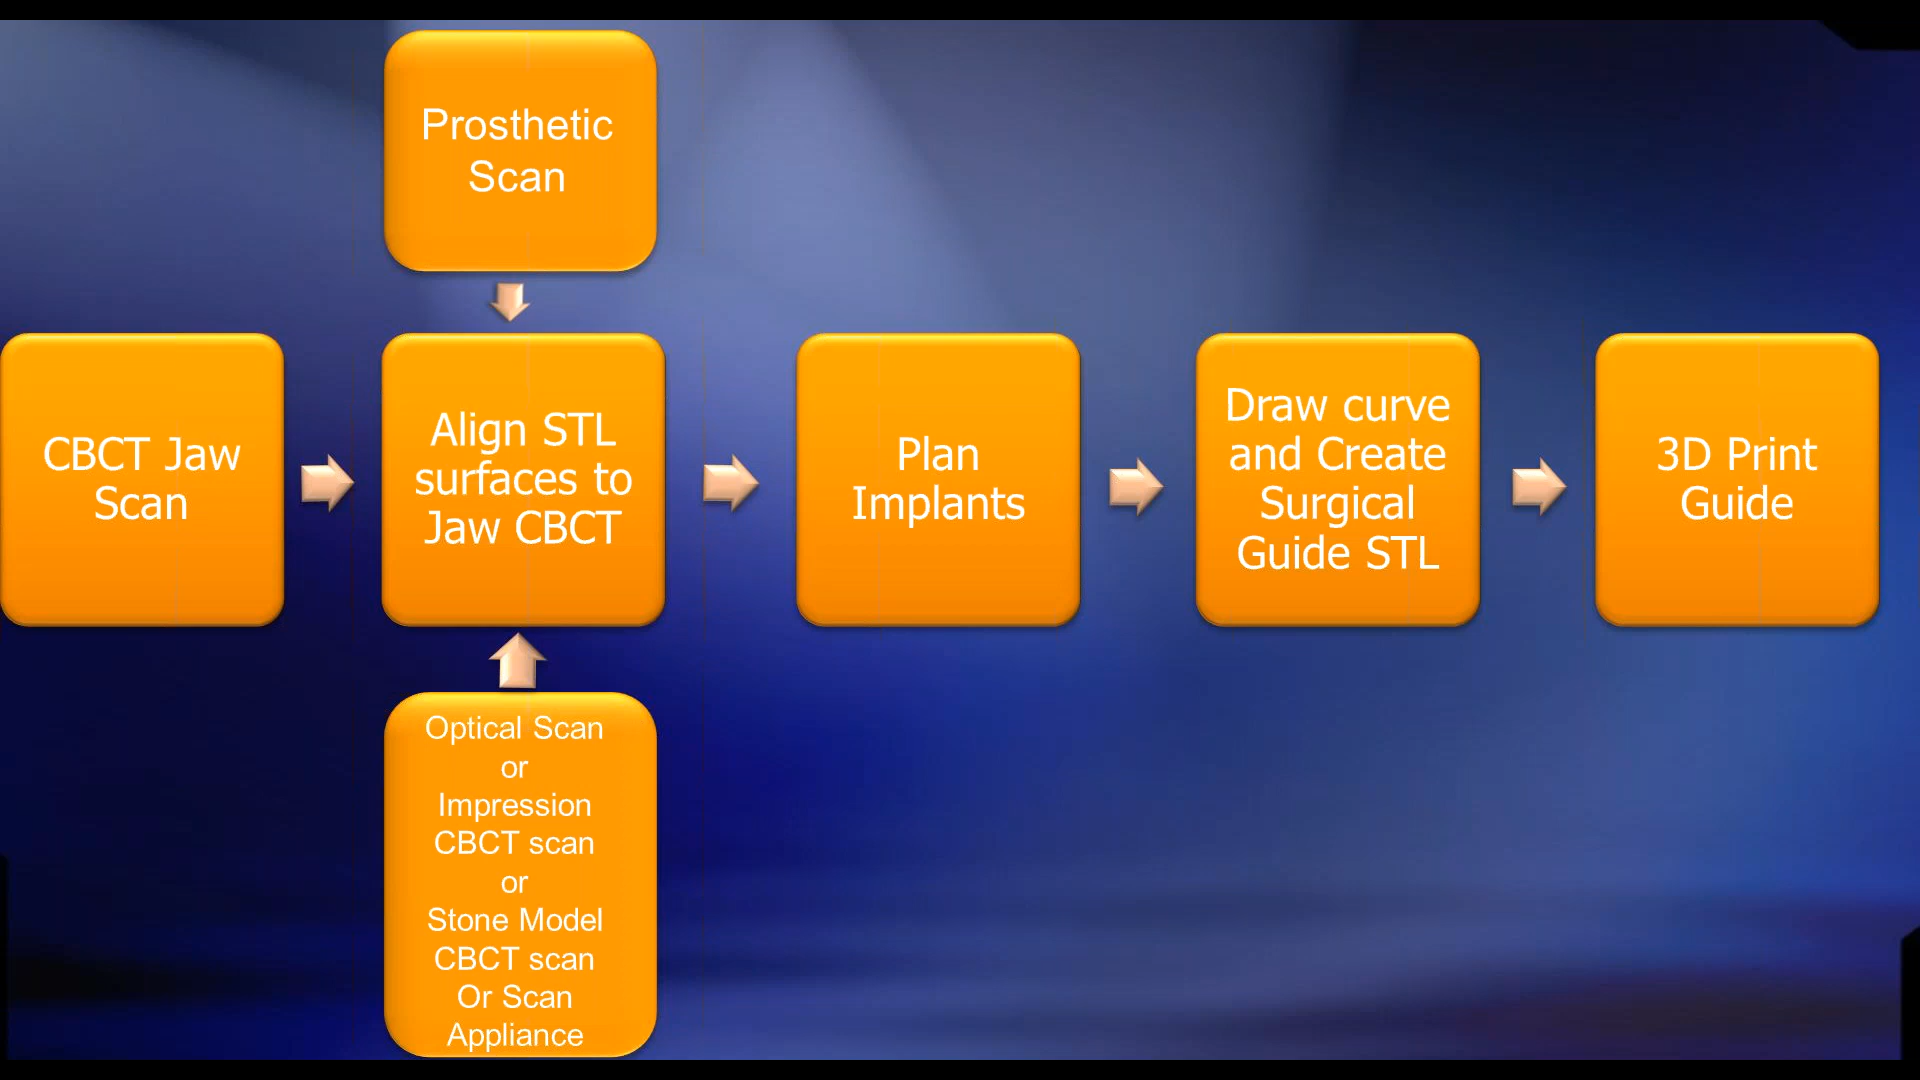 Prosthetic
Scan
CBCT Jaw
Scan
Align STL
surfaces to
Jaw CBCT
Plan
Implants
Draw curve
and Create
Surgical
Guide STL
3D Print
Guide
Optical Scan
or
Impression
CBCT scan
or
Stone Model
CBCT scan
Or Scan
Appliance